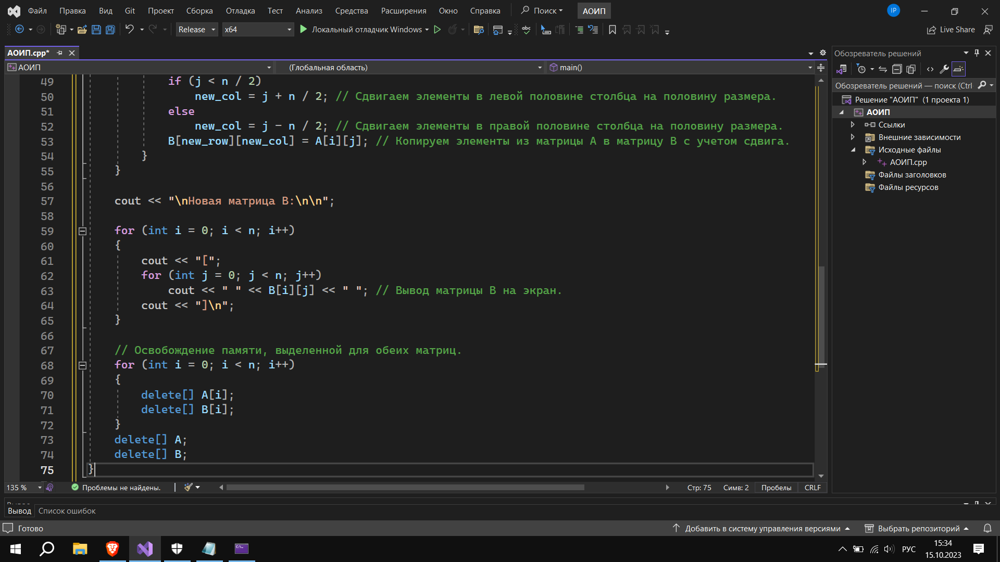 Файл Правка Вид Git Проект Сборка Отладка Тест Анализ Средства Расширения Окно Справка Поиск АОИП IP
Release x64 Локальный отладчик Windows abc Live Share
АОИП.cpp*
АОИП (Глобальная область) main()
49 if (j < n / 2)
50 new_col = j + n / 2; // Сдвигаем элементы в левой половине столбца на половину размера.
51 else
52 new_col = j - n / 2; // Сдвигаем элементы в правой половине столбца на половину размера.
53 B[new_row][new_col] = A[i][j]; // Копируем элементы из матрицы A в матрицу B с учетом сдвига.
54 }
55 }
56
57 cout << "\nНовая матрица B:\n\n";
58
59 for (int i = 0; i < n; i++)
60 {
61 cout << "[";
62 for (int j = 0; j < n; j++)
63 cout << " " << B[i][j] << " "; // Вывод матрицы B на экран.
64 cout << "]\n";
65 }
66
67 // Освобождение памяти, выделенной для обеих матриц.
68 for (int i = 0; i < n; i++)
69 {
70 delete[] A[i];
71 delete[] B[i];
72 }
73 delete[] A;
74 delete[] B;
75 }
135 % Проблемы не найдены. Стр: 75 Симв: 2 Пробелы CRLF
Обозреватель решений
Обозреватель решений — поиск (Ctrl
Решение "АОИП" (1 проекта 1)
АОИП
Ссылки
Внешние зависимости
Исходные файлы
АОИП.cpp
Файлы заголовков
Файлы ресурсов
Вывод Список ошибок
Готово Добавить в систему управления версиями Выбрать репозиторий
РУС 15:34
15.10.2023